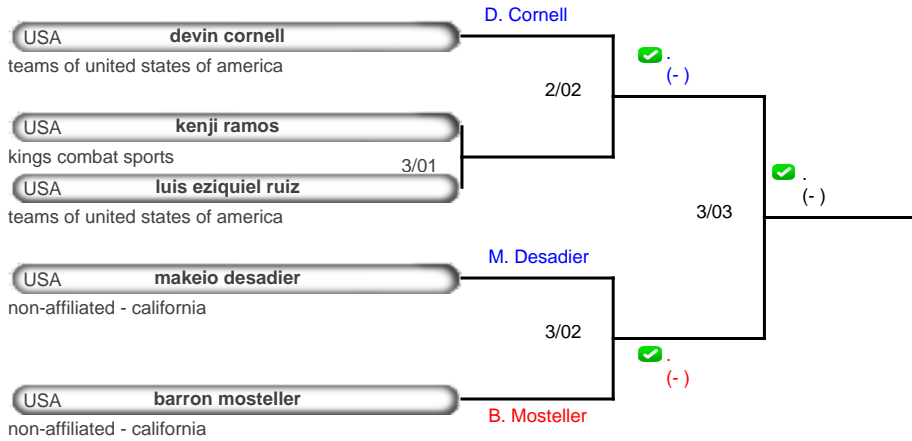 D. Cornell
USA devin cornell
teams of united states of america
.
(- )
2/02
USA kenji ramos
kings combat sports
3/01
USA luis eziquiel ruiz
teams of united states of america
.
(- )
3/03
M. Desadier
USA makeio desadier
non-affiliated - california
3/02
.
(- )
USA barron mosteller
B. Mosteller
non-affiliated - california